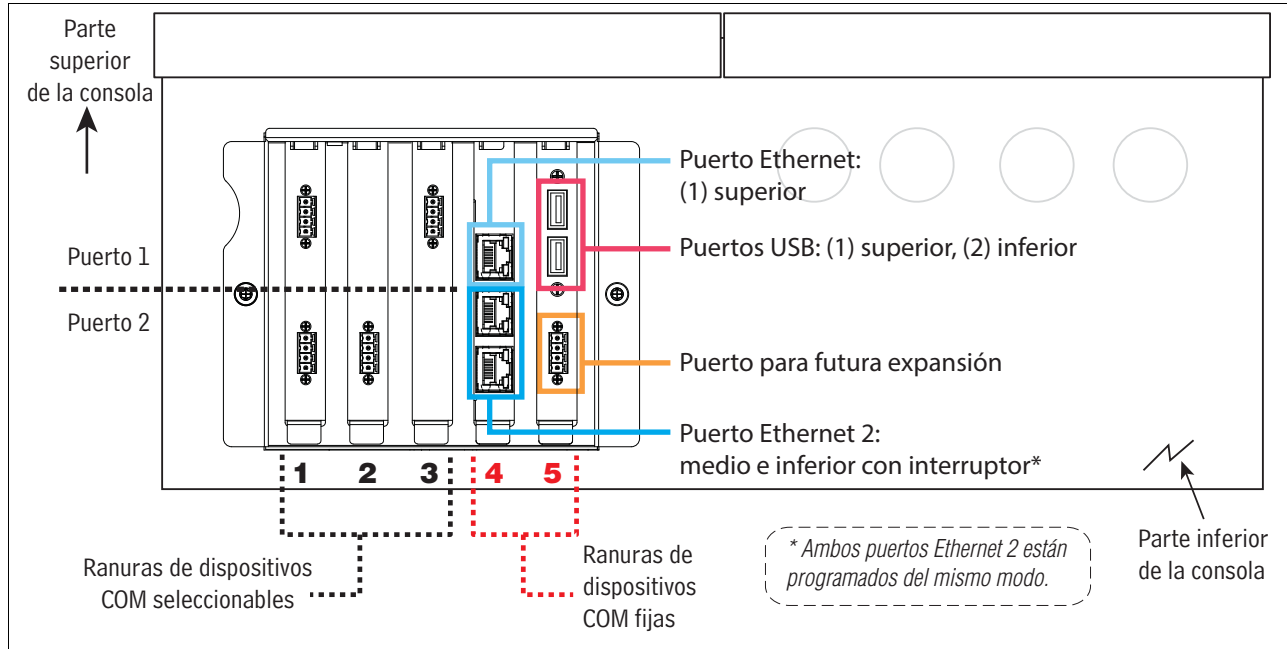 Parte
superior
de la consola
Puerto Ethernet:
(1) superior
Puertos USB: (1) superior, (2) inferior
Puerto 1
Puerto 2
Puerto para futura expansión
Puerto Ethernet 2:
medio e inferior con interruptor*
1 2 3 4 5
Ranuras de dispositivos
COM seleccionables
Ranuras de
dispositivos
COM fijas
* Ambos puertos Ethernet 2 están
programados del mismo modo.
Parte inferior
de la consola